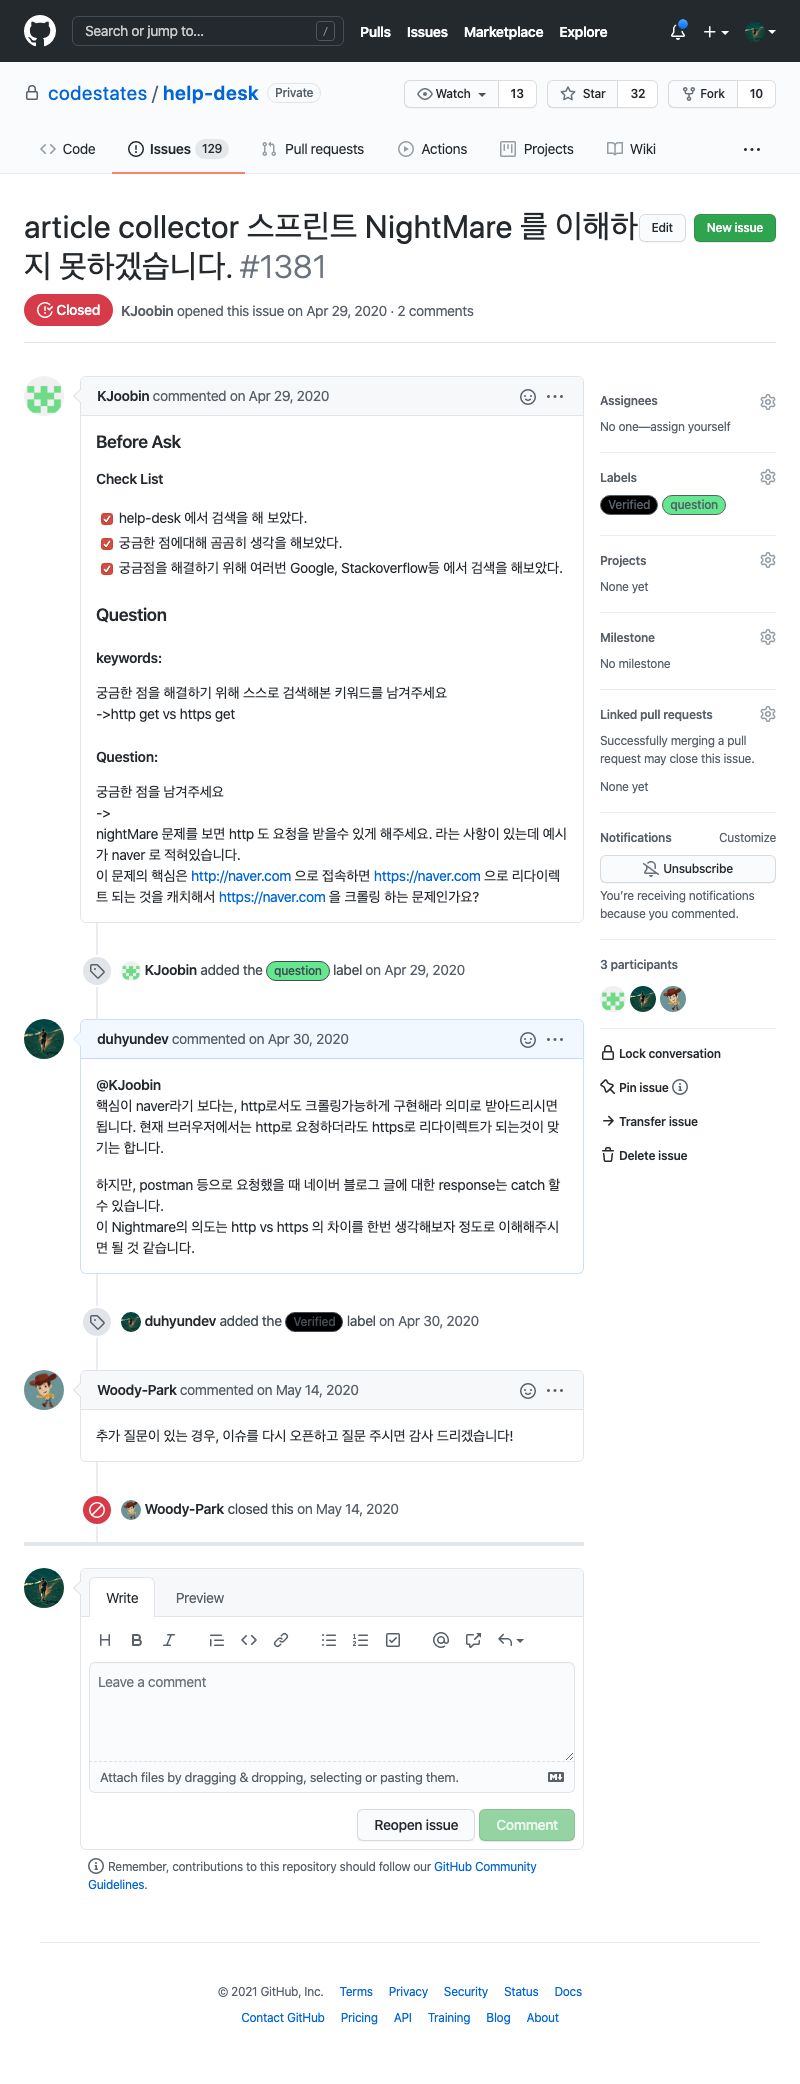 Search or jump to... /
Pulls Issues Marketplace Explore
codestates / help-desk Private
Watch 13 Star 32 Fork 10
Code Issues 129 Pull requests Actions Projects Wiki ...
article collector 스프린트 NightMare 를 이해하
지 못하겠습니다. #1381
Edit New issue
Closed KJoobin opened this issue on Apr 29, 2020 · 2 comments
KJoobin commented on Apr 29, 2020
Before Ask
Check List
help-desk 에서 검색을 해 보았다.
궁금한 점에대해 곰곰히 생각을 해보았다.
궁금점을 해결하기 위해 여러번 Google, Stackoverflow등 에서 검색을 해보았다.
Question
keywords:
궁금한 점을 해결하기 위해 스스로 검색해본 키워드를 남겨주세요
->http get vs https get
Question:
궁금한 점을 남겨주세요
->
nightMare 문제를 보면 http 도 요청을 받을수 있게 해주세요. 라는 사항이 있는데 예시
가 naver 로 적혀있습니다.
이 문제의 핵심은 http://naver.com 으로 접속하면 https://naver.com 으로 리다이렉
트 되는 것을 캐치해서 https://naver.com 을 크롤링 하는 문제인가요?
KJoobin added the question label on Apr 29, 2020
duhyundev commented on Apr 30, 2020
@KJoobin
핵심이 naver라기 보다는, http로서도 크롤링가능하게 구현해라 의미로 받아드리시면
됩니다. 현재 브러우저에서는 http로 요청하더라도 https로 리다이렉트가 되는것이 맞
기는 합니다.
하지만, postman 등으로 요청했을 때 네이버 블로그 글에 대한 response는 catch 할
수 있습니다.
이 Nightmare의 의도는 http vs https 의 차이를 한번 생각해보자 정도로 이해해주시
면 될 것 같습니다.
duhyundev added the Verified label on Apr 30, 2020
Woody-Park commented on May 14, 2020
추가 질문이 있는 경우, 이슈를 다시 오픈하고 질문 주시면 감사 드리겠습니다!
Woody-Park closed this on May 14, 2020
Assignees
No one—assign yourself
Labels
Verified question
Projects
None yet
Milestone
No milestone
Linked pull requests
Successfully merging a pull
request may close this issue.
None yet
Notifications Customize
Unsubscribe
You're receiving notifications
because you commented.
3 participants
Lock conversation
Pin issue
Transfer issue
Delete issue
Write Preview
H B I
Leave a comment
Attach files by dragging & dropping, selecting or pasting them.
Reopen issue Comment
Remember, contributions to this repository should follow our GitHub Community
Guidelines.
© 2021 GitHub, Inc. Terms Privacy Security Status Docs
Contact GitHub Pricing API Training Blog About